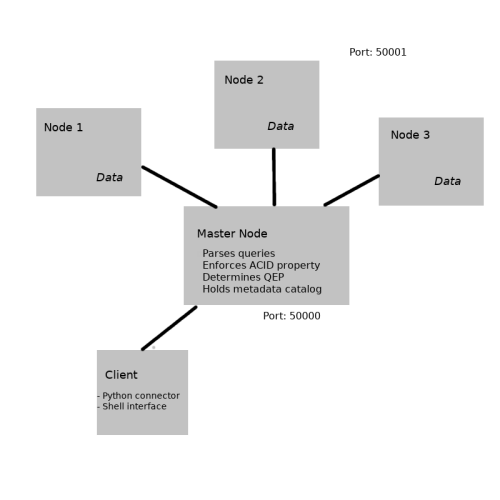 Port: 50001
Node 2
Data
Node 1
Data
Node 3
Data
Master Node
Parses queries
Enforces ACID property
Determines QEP
Holds metadata catalog
Port: 50000
Client
- Python connector
- Shell interface